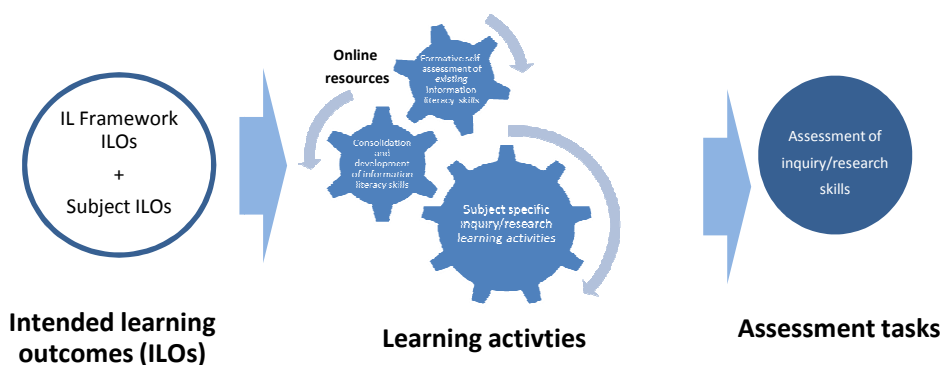 IL Framework
ILOs
+
Subject ILOs
Intended learning
outcomes (ILOs)
Online
resources
Formative self
assessment of
existing
information
literacy skills
Consolidation
and
development
of information
literacy skills
Subject specific
inquiry/research
learning activities
Learning activties
Assessment of
inquiry/research
skills
Assessment tasks